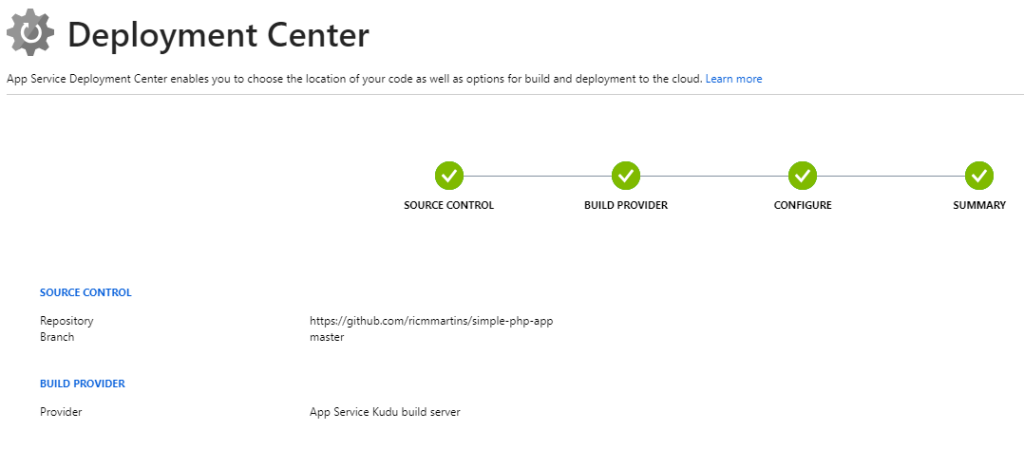 Deployment Center
App Service Deployment Center enables you to choose the location of your code as well as options for build and deployment to the cloud. Learn more
SOURCE CONTROL BUILD PROVIDER CONFIGURE SUMMARY
SOURCE CONTROL
Repository https://github.com/ricmmartins/simple-php-app
Branch master
BUILD PROVIDER
Provider App Service Kudu build server